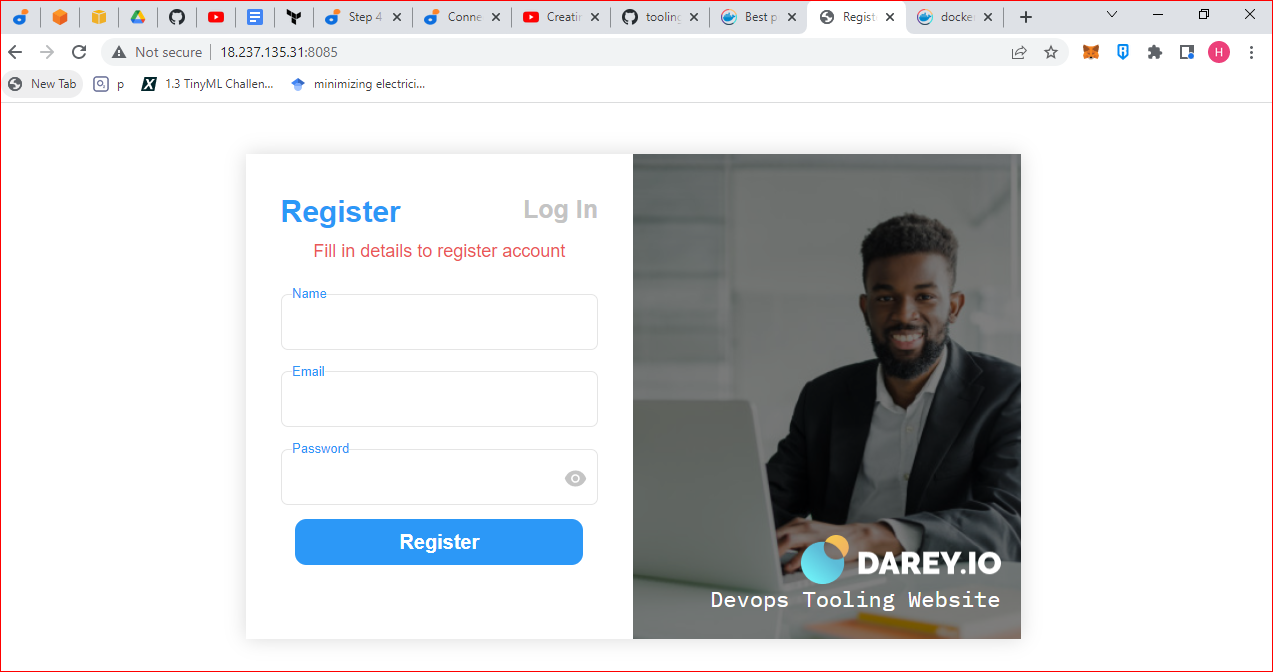 Step 4
Conne
Creatin
tooling
Best p
Registe
docke
Not secure
18.237.135.31:8085
H
New Tab
p
1.3 TinyML Challen...
minimizing electrici...
Register
Log In
Fill in details to register account
Name
Email
Password
Register
DAREY.IO
Devops Tooling Website